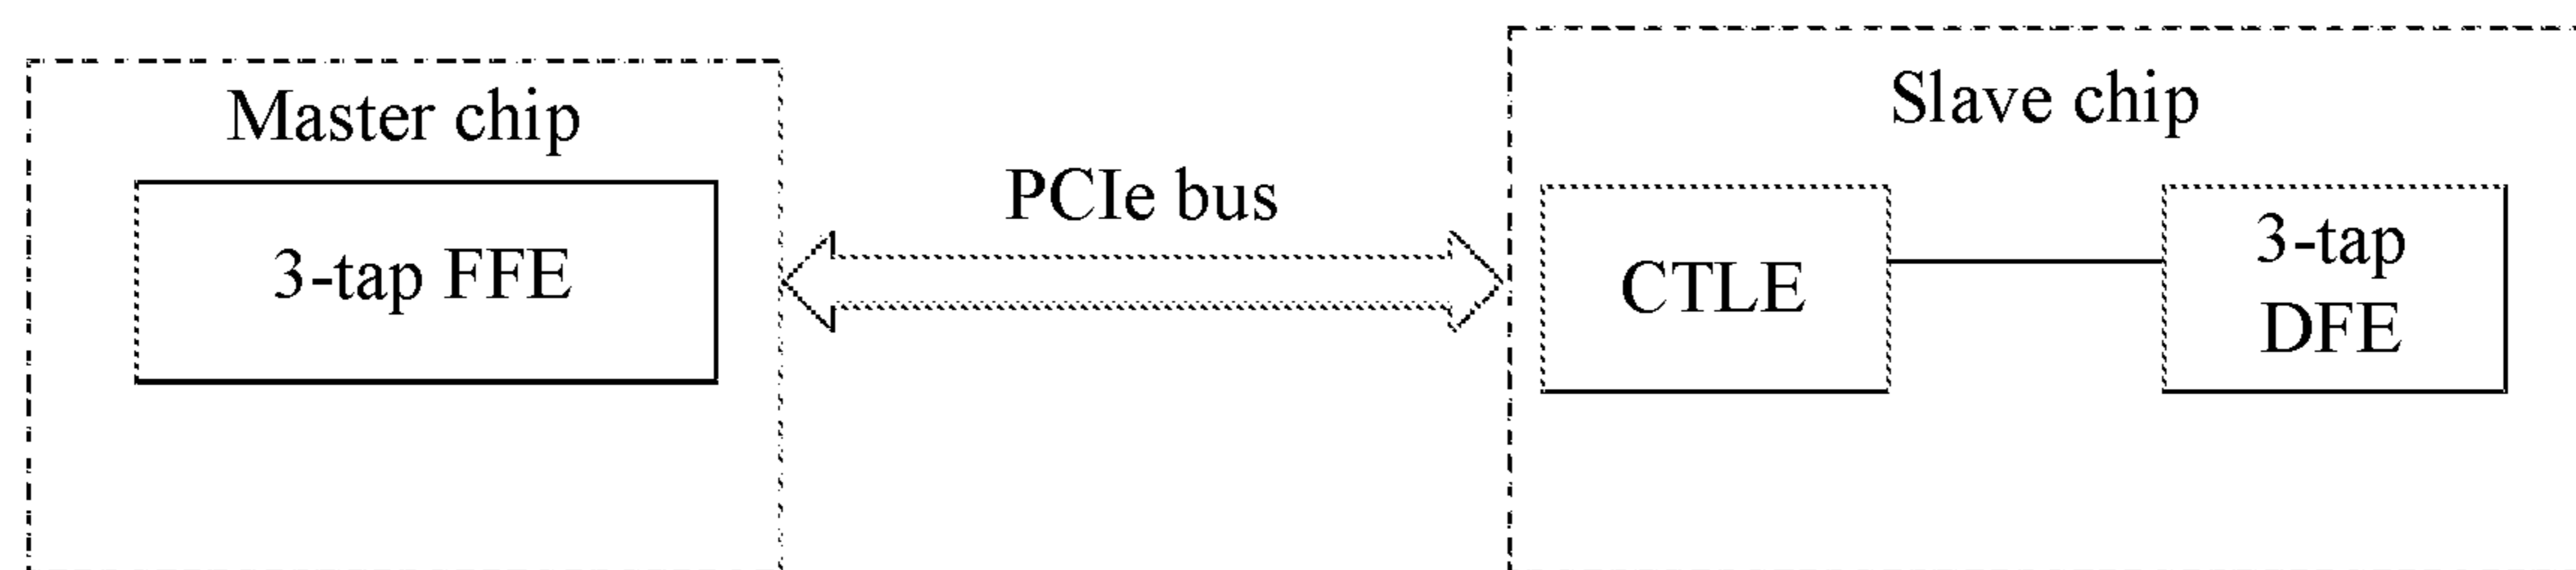 Master chip
3-tap FFE
PCIe bus
Slave chip
CTLE
3-tap
DFE